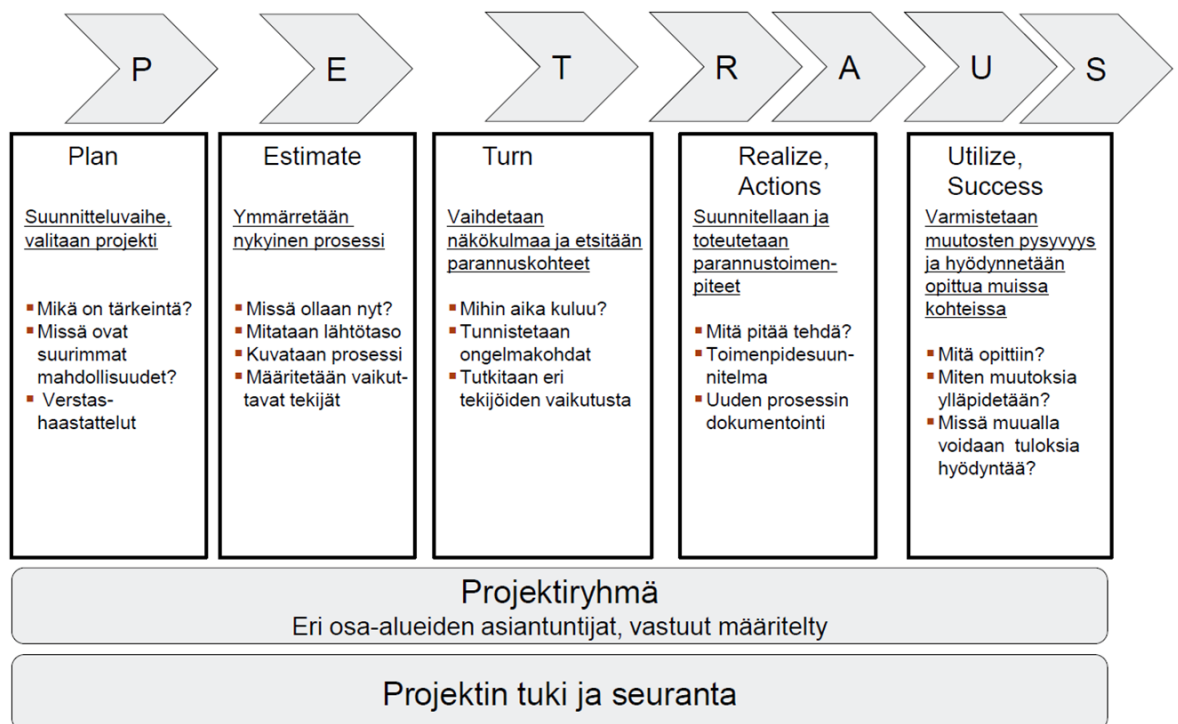 P
E
T
R
A
U
S
Plan
Suunnitteluvaihe,
valitaan projekti
▪ Mikä on tärkeintä?
▪ Missä ovat
suurimmat
mahdollisuudet?
▪ Verstas-
haastattelut
Estimate
Ymmärretään
nykyinen prosessi
▪ Missä ollaan nyt?
▪ Mitataan lähtötaso
▪ Kuvataan prosessi
▪ Määritetään vaikut-
tavat tekijät
Turn
Vaihdetaan
näkökulmaa ja etsitään
parannuskohteet
▪ Mihin aika kuluu?
▪ Tunnistetaan
ongelmakohdat
▪ Tutkitaan eri
tekijöiden vaikutusta
Realize,
Actions
Suunnitellaan ja
toteutetaan
parannustoimen-
piteet
▪ Mitä pitää tehdä?
▪ Toimenpidesuun-
nitelma
▪ Uuden prosessin
dokumentointi
Utilize,
Success
Varmistetaan
muutosten pysyvyys
ja hyödynnetään
opittua muissa
kohteissa
▪ Mitä opittiin?
▪ Miten muutoksia
ylläpidetään?
▪ Missä muualla
voidaan tuloksia
hyödyntää?
Projektiryhmä
Eri osa-alueiden asiantuntijat, vastuut määritelty
Projektin tuki ja seuranta